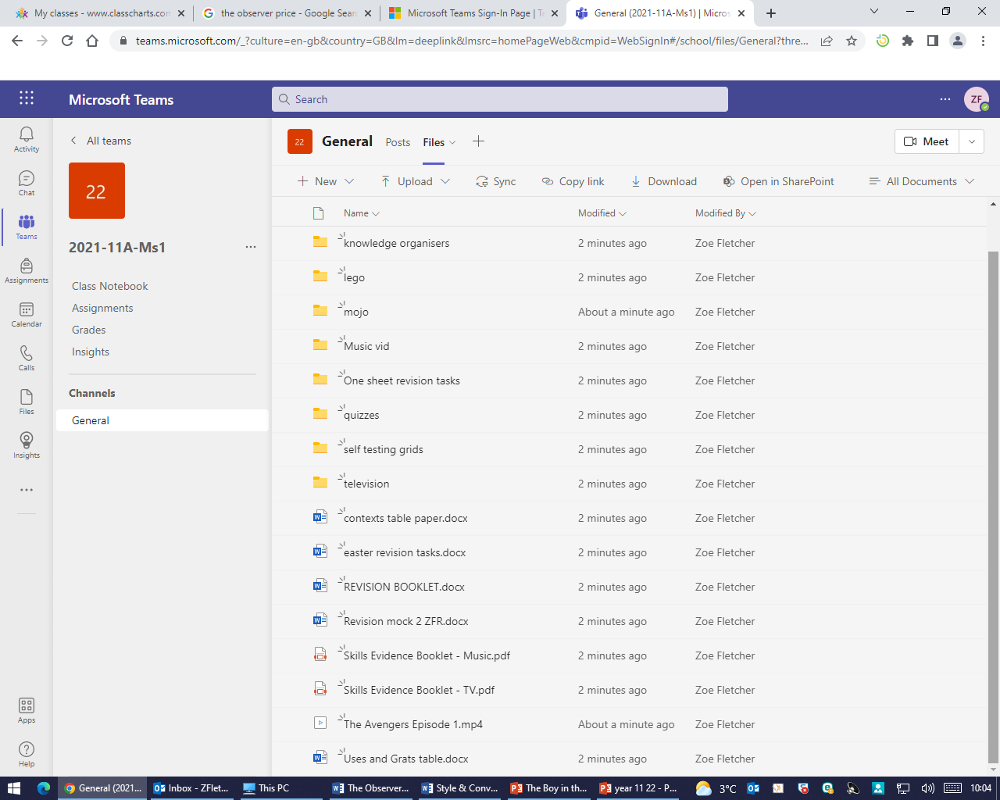 My classes - www.classcharts.com
the observer price - Google Searc
Microsoft Teams Sign-In Page | Te
General (2021-11A-Ms1) | Micros
teams.microsoft.com/_?culture=en-gb&country=GB&lm=deeplink&lmsrc=homePageWeb&cmpid=WebSignIn#/school/files/General?thre...
Microsoft Teams
Search
ZF
Activity
Chat
Teams
Assignments
Calendar
Calls
Files
Insights
Apps
Help
All teams
22
2021-11A-Ms1
Class Notebook
Assignments
Grades
Insights
Channels
General
22 General Posts Files
Meet
New Upload Sync Copy link Download Open in SharePoint All Documents
Name Modified Modified By
knowledge organisers 2 minutes ago Zoe Fletcher
lego 2 minutes ago Zoe Fletcher
mojo About a minute ago Zoe Fletcher
Music vid 2 minutes ago Zoe Fletcher
One sheet revision tasks 2 minutes ago Zoe Fletcher
quizzes 2 minutes ago Zoe Fletcher
self testing grids 2 minutes ago Zoe Fletcher
television 2 minutes ago Zoe Fletcher
contexts table paper.docx 2 minutes ago Zoe Fletcher
easter revision tasks.docx 2 minutes ago Zoe Fletcher
REVISION BOOKLET.docx 2 minutes ago Zoe Fletcher
Revision mock 2 ZFR.docx 2 minutes ago Zoe Fletcher
Skills Evidence Booklet - Music.pdf 2 minutes ago Zoe Fletcher
Skills Evidence Booklet - TV.pdf 2 minutes ago Zoe Fletcher
The Avengers Episode 1.mp4 About a minute ago Zoe Fletcher
Uses and Grats table.docx 2 minutes ago Zoe Fletcher
General (2021... Inbox - ZFlet... This PC The Observer... Style & Conv... The Boy in th... year 11 22 - P... 3°C 10:04